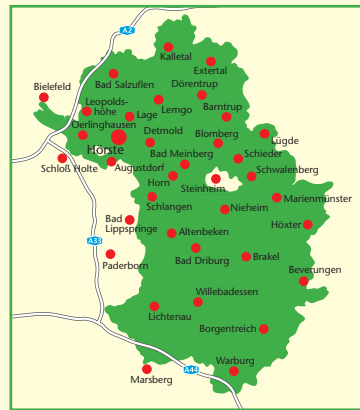 A2
Kalletal
Extertal
Bielefeld
Bad Salzuflen
Dörentrup
Leopolds-
höhe
Lemgo
Barntrup
Lage
Oerlinghausen
Hörste
Detmold
Blomberg
Lügde
Schloß Holte
Augustdorf
Bad Meinberg
Schieder
Horn
Steinheim
Schwalenberg
Schlangen
Nieheim
Marienmünster
Bad
Lippspringe
Altenbeken
Höxter
A33
Paderborn
Bad Driburg
Brakel
Beverungen
Willebadessen
Lichtenau
Borgentreich
Marsberg
A44
Warburg